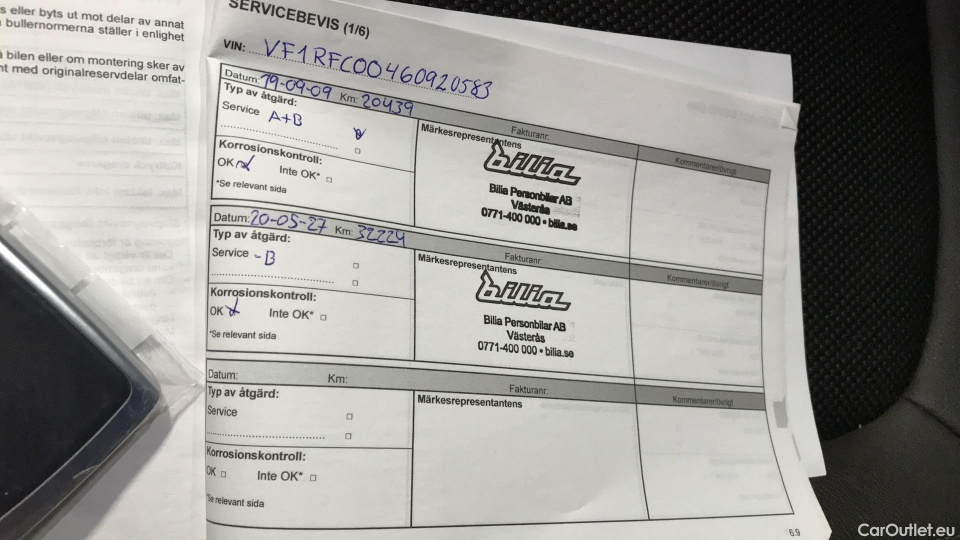 s eller byts ut mot delar av annat
bullernormerna ställer i enlighet
bilen eller om montering sker av
nt med originalreservdelar omfat-
SERVICEBEVIS (1/6)
VIN: VF1RFC00460920583
Datum: 19-09-09 Km: 20439 Fakturanr: Kommentarer/övrigt
Typ av åtgärd:
Service A+B
Korrosionskontroll:
OK Inte OK*
*Se relevant sida
Märkesrepresentantens
bilia
Bilia Personbilar AB
Västerås
0771-400 000 • bilia.se
Datum: 20-05-27 Km: 32224 Fakturanr: Kommentarer/övrigt
Typ av åtgärd:
Service -B
Korrosionskontroll:
OK Inte OK*
*Se relevant sida
Märkesrepresentantens
bilia
Bilia Personbilar AB
Västerås
0771-400 000 • bilia.se
Datum: Km: Fakturanr: Kommentarer/övrigt
Typ av åtgärd:
Service
Korrosionskontroll:
OK Inte OK*
*Se relevant sida
Märkesrepresentantens
6.9
CarOutlet.eu